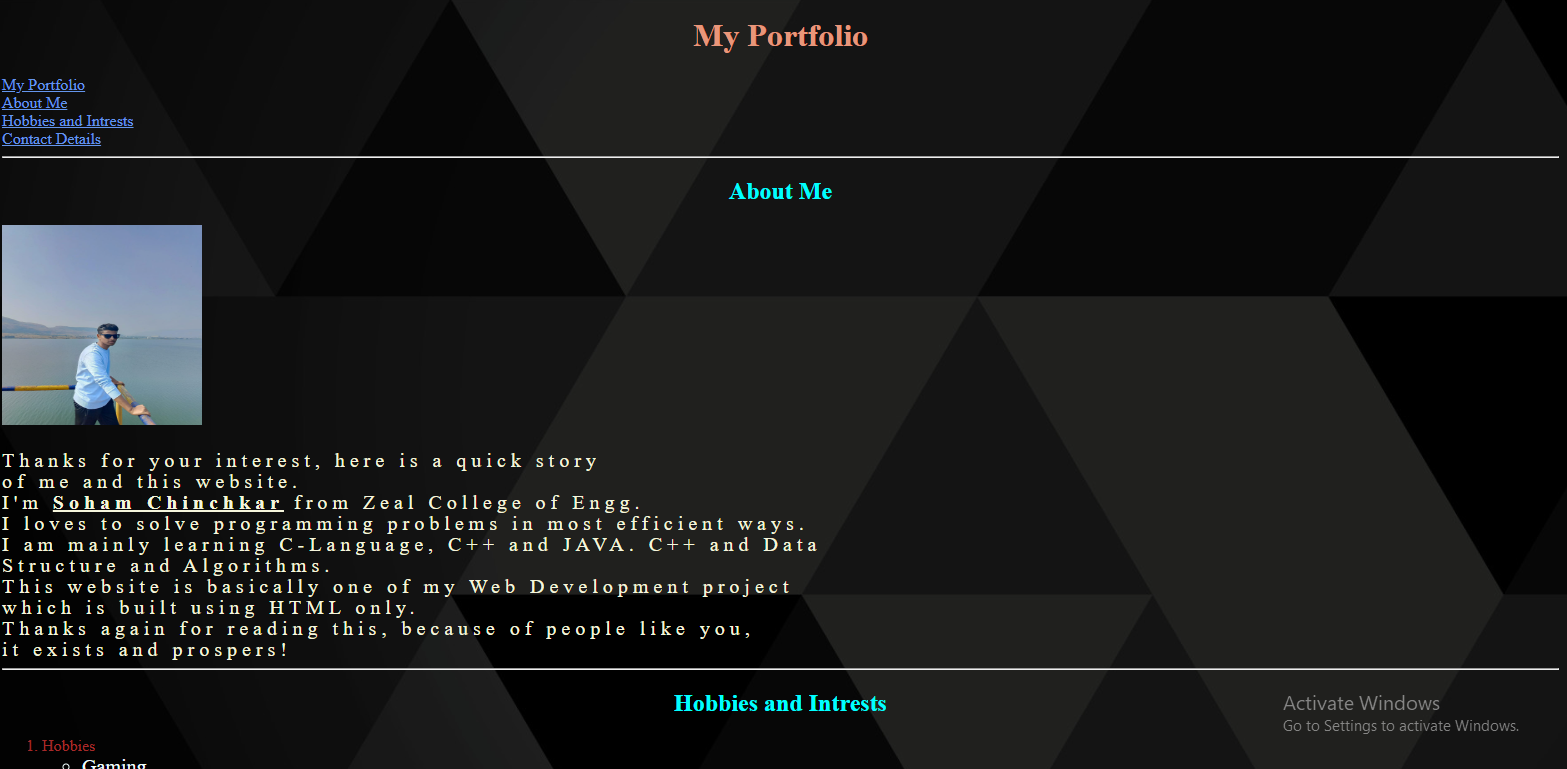 My Portfolio
My Portfolio
About Me
Hobbies and Intrests
Contact Details
About Me
Thanks for your interest, here is a quick story
of me and this website.
I'm Soham Chinchkar from Zeal College of Engg.
I loves to solve programming problems in most efficient ways.
I am mainly learning C-Language, C++ and JAVA. C++ and Data
Structure and Algorithms.
This website is basically one of my Web Development project
which is built using HTML only.
Thanks again for reading this, because of people like you,
it exists and prospers!
Hobbies and Intrests
1. Hobbies
Gaming
Activate Windows
Go to Settings to activate Windows.